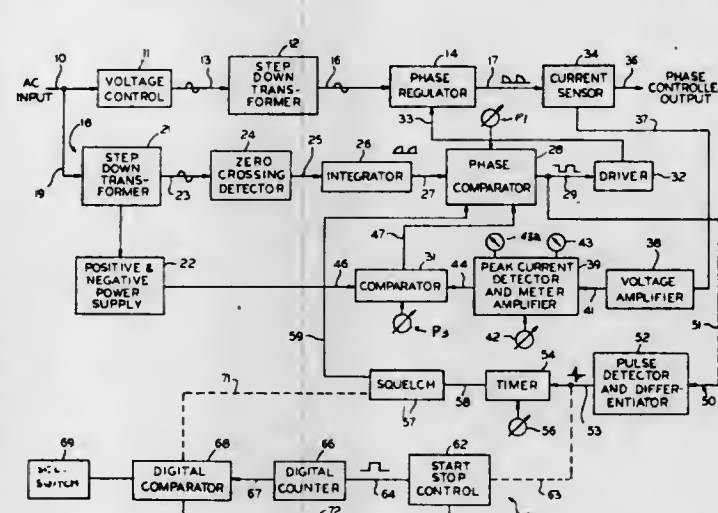 11 12 14 34
10 13 16 17 36
AC
INPUT
VOLTAGE
CONTROL
STEP
DOWN
TRANS-
FORMER
PHASE
REGULATOR
CURRENT
SENSOR
PHASE
CONTROLLE
OUTPUT
33
P1
37
18
21
24
25
26
28
STEP
DOWN
TRANS-
FORMER
ZERO
CROSSING
DETECTOR
INTEGRATOR
PHASE
COMPARATOR
DRIVER
19
23
27
29
32
47
43A
43
22
POSITIVE &
NEGATIVE
POWER
SUPPLY
46
31
COMPARATOR
44
39
PEAK CURRENT
DETECTOR
AND METER
AMPLIFIER
38
VOLTAGE
AMPLIFIER
41
59
P3
42
51
54
52
71
SQUELCH
57
58
TIMER
56
53
PULSE
DETECTOR
AND DIFFER-
ENTIATOR
50
69
68
66
62
SWITCH
DIGITAL
COMPARATOR
DIGITAL
COUNTER
START
STOP
CONTROL
67
64
63
72